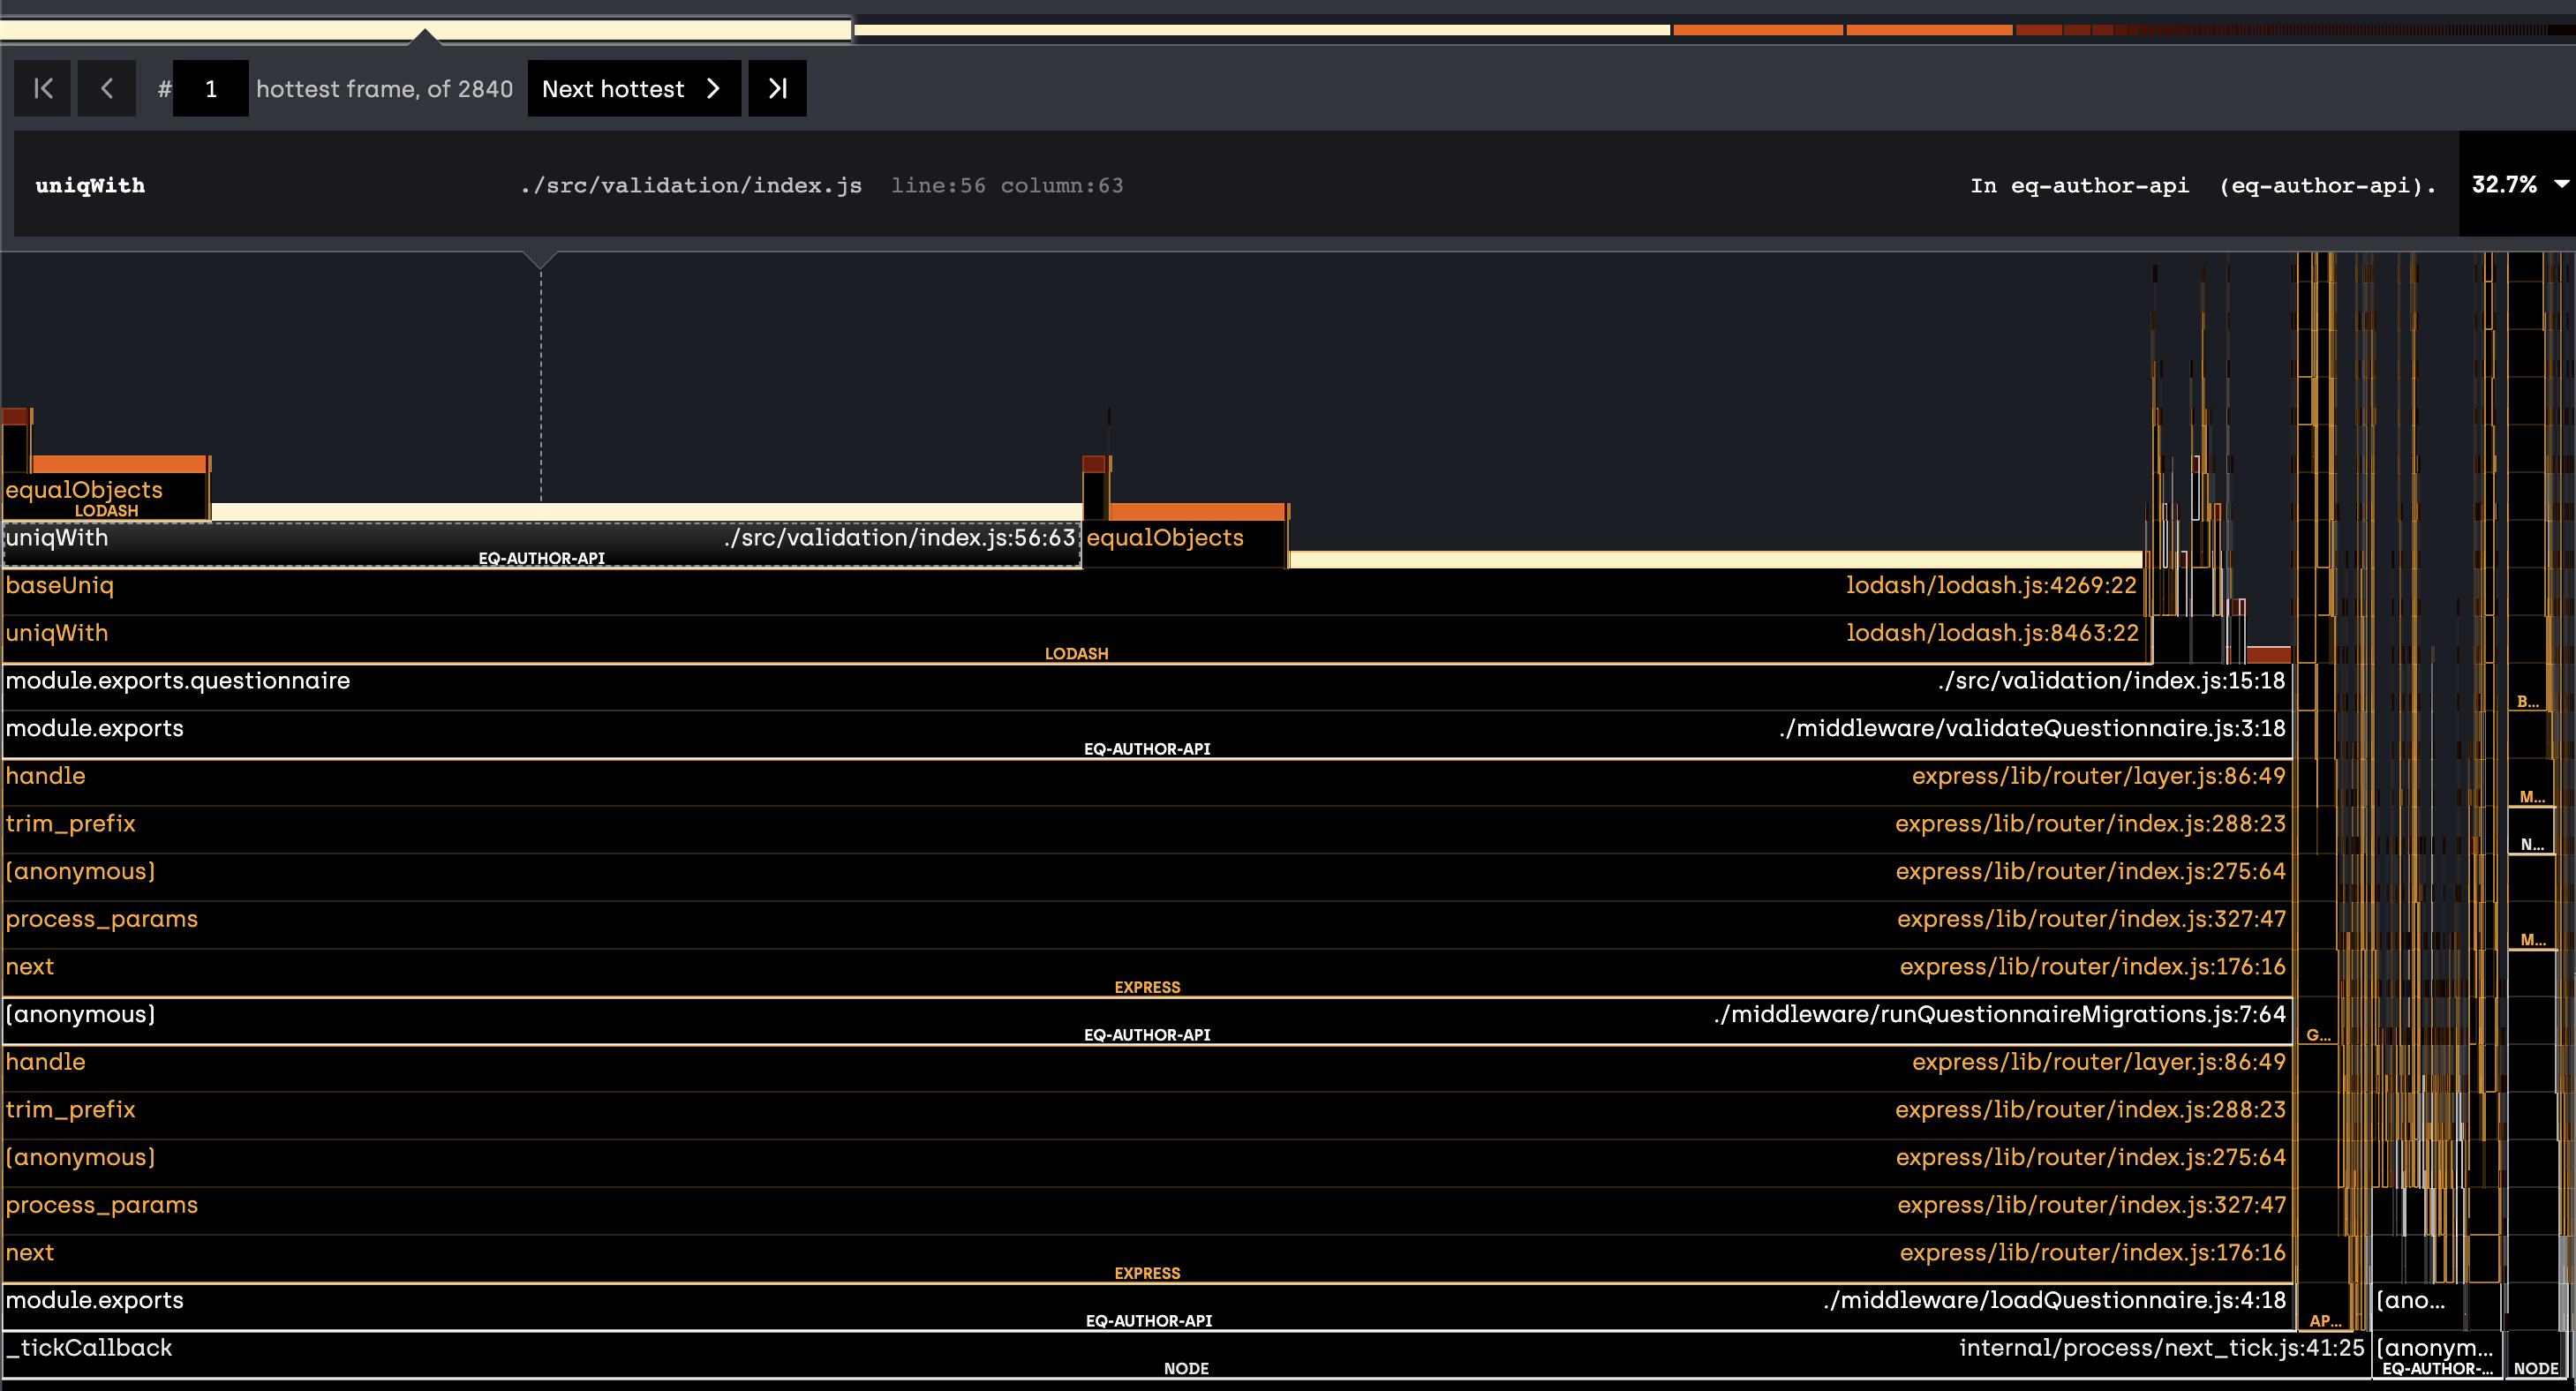 # 1 hottest frame, of 2840 Next hottest
uniqWith ./src/validation/index.js line:56 column:63 In eq-author-api (eq-author-api). 32.7%
equalObjects
LODASH
uniqWith ./src/validation/index.js:56:63 equalObjects
EQ-AUTHOR-API
baseUniq lodash/lodash.js:4269:22
uniqWith lodash/lodash.js:8463:22
LODASH
module.exports.questionnaire ./src/validation/index.js:15:18
B...
module.exports ./middleware/validateQuestionnaire.js:3:18
EQ-AUTHOR-API
handle express/lib/router/layer.js:86:49
M...
trim_prefix express/lib/router/index.js:288:23
N...
(anonymous) express/lib/router/index.js:275:64
process_params express/lib/router/index.js:327:47
M...
next express/lib/router/index.js:176:16
EXPRESS
(anonymous) ./middleware/runQuestionnaireMigrations.js:7:64
EQ-AUTHOR-API G...
handle express/lib/router/layer.js:86:49
trim_prefix express/lib/router/index.js:288:23
(anonymous) express/lib/router/index.js:275:64
process_params express/lib/router/index.js:327:47
next express/lib/router/index.js:176:16
EXPRESS
module.exports ./middleware/loadQuestionnaire.js:4:18 (ano...
EQ-AUTHOR-API AP...
_tickCallback internal/process/next_tick.js:41:25 (anonym...
NODE EQ-AUTHOR-... NODE